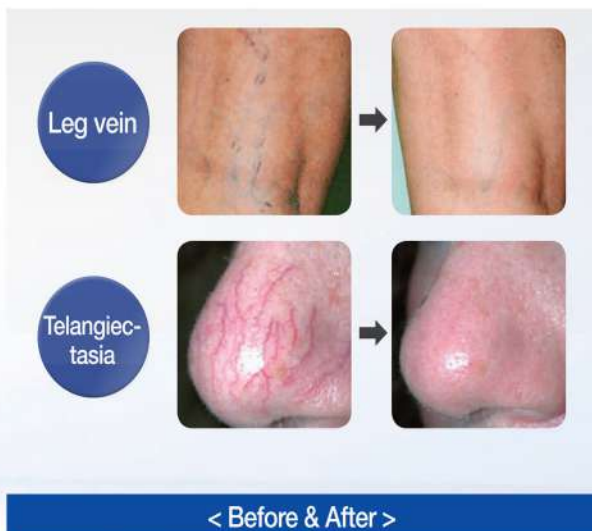 Leg vein
Telangiec-
tasia
< Before & After >